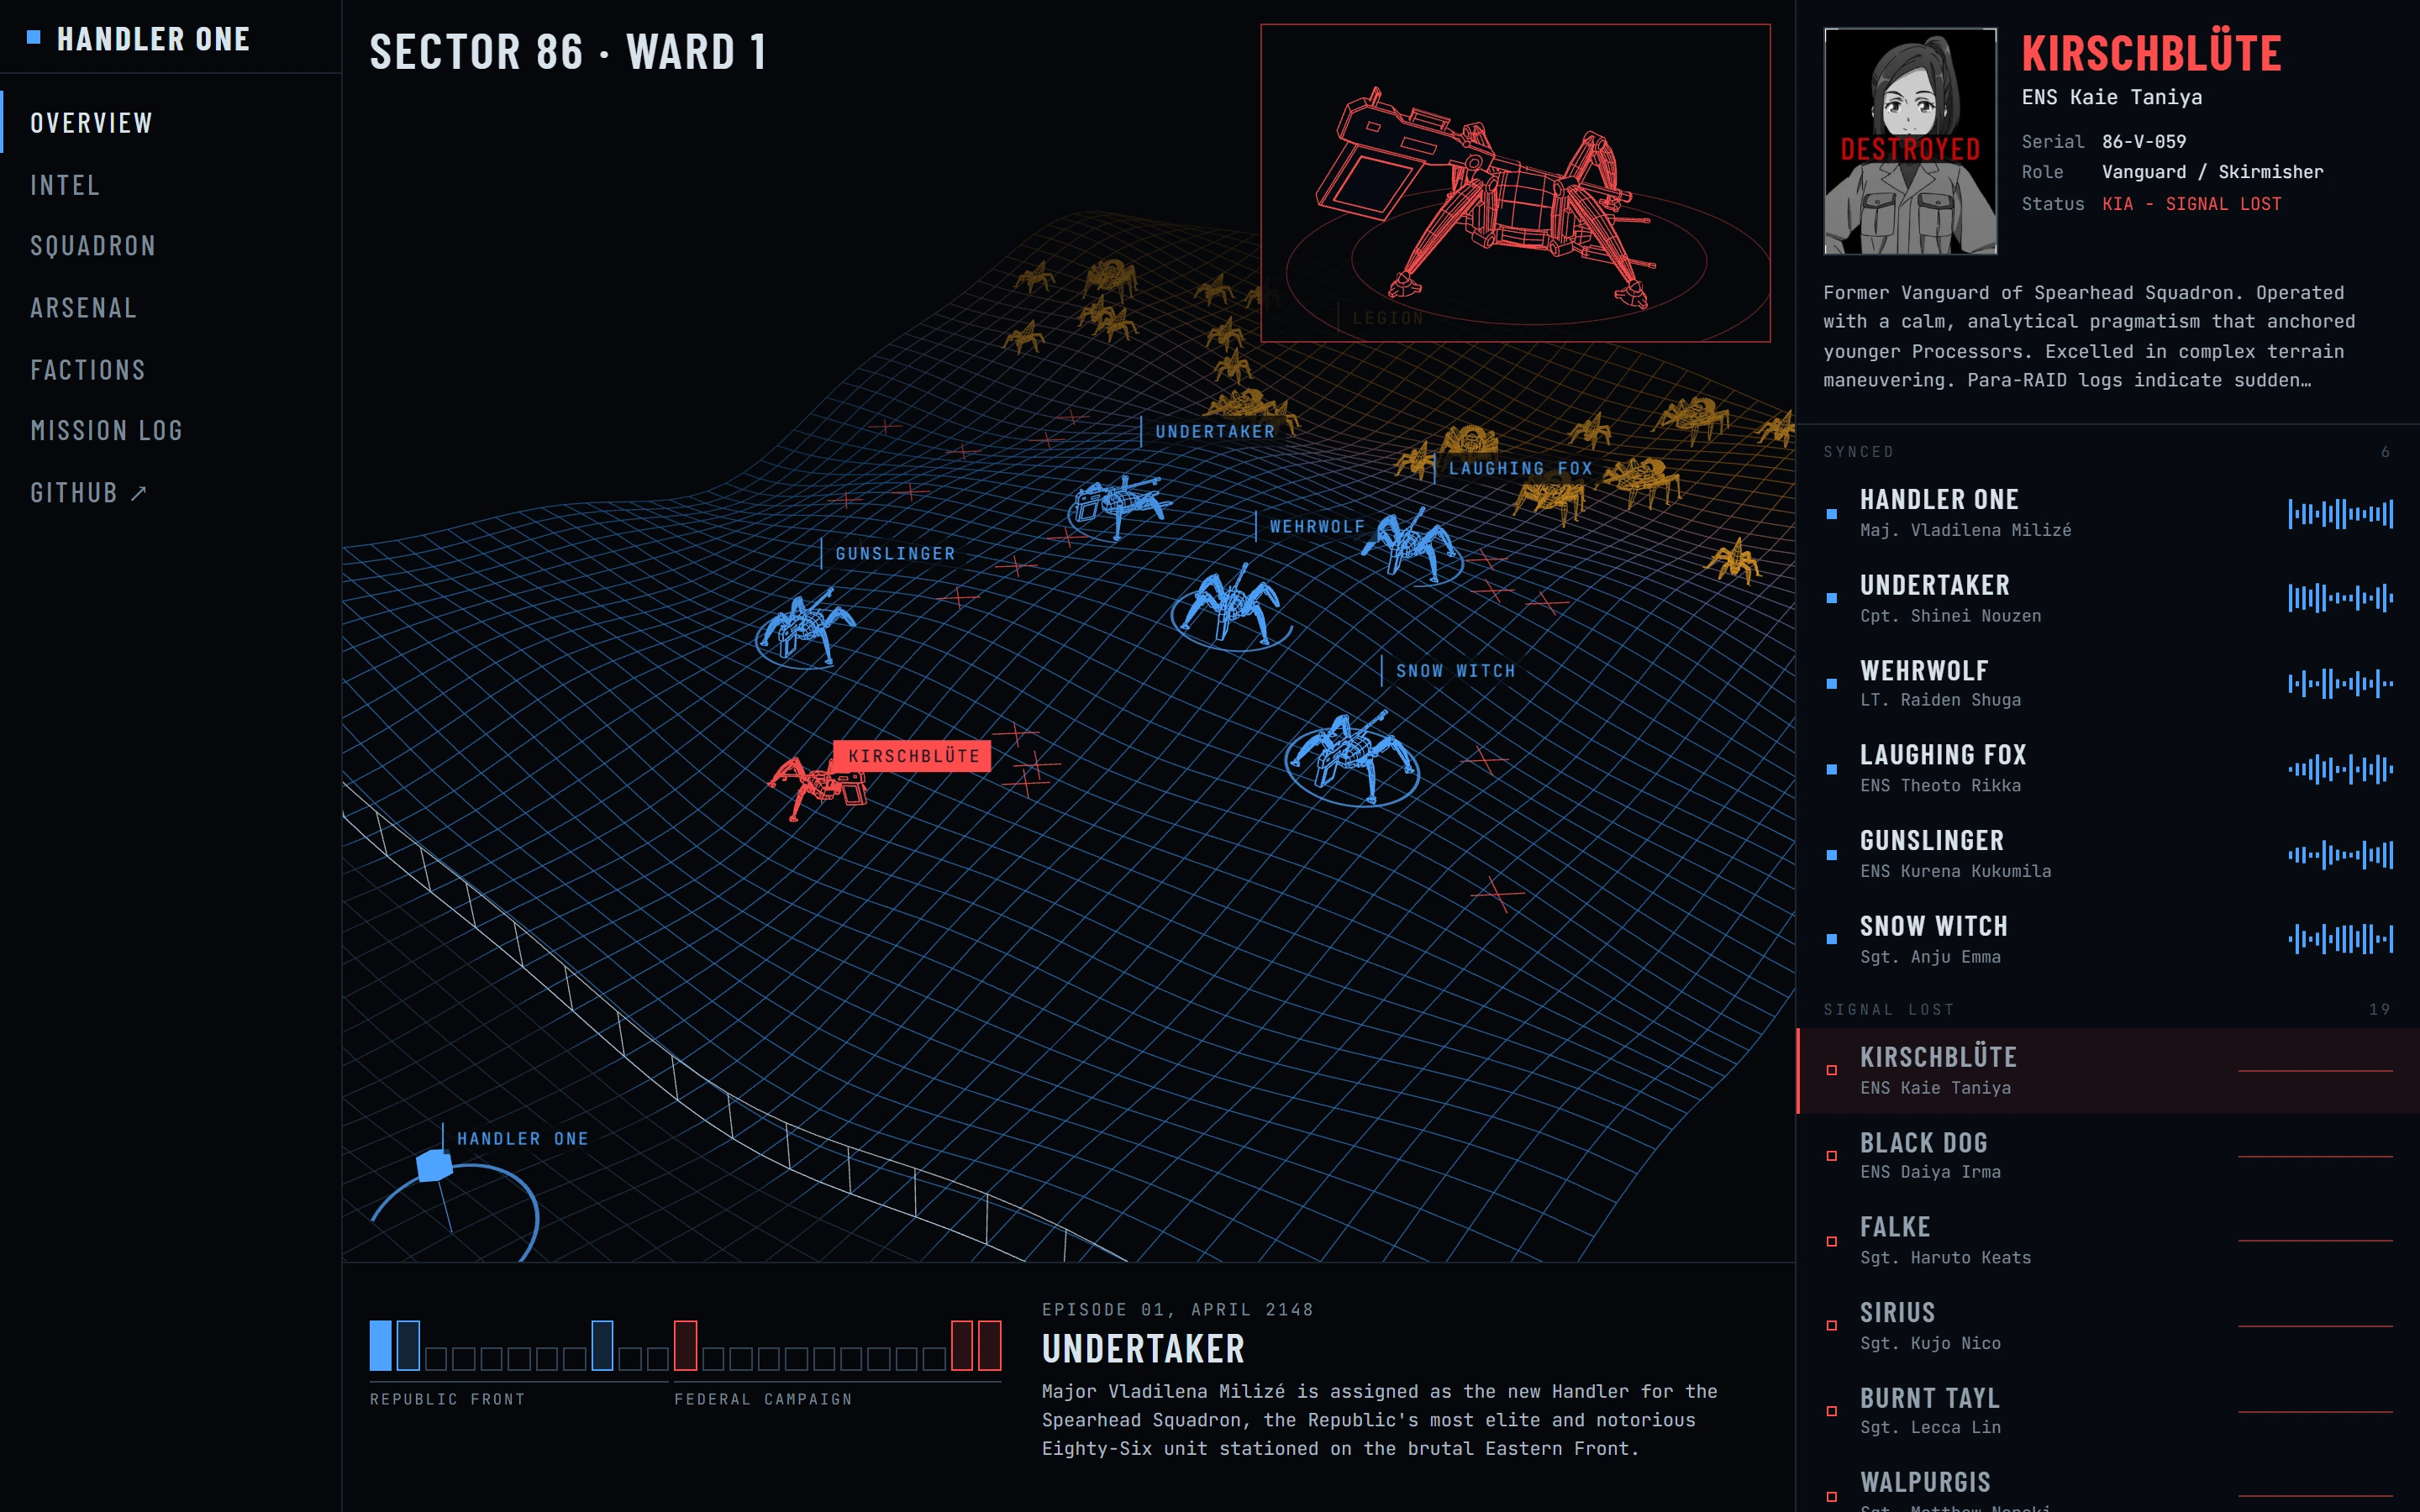 HANDLER ONE
OVERVIEW
INTEL
SQUADRON
ARSENAL
FACTIONS
MISSION LOG
GITHUB ↗
SECTOR 86 · WARD 1
LEGION
UNDERTAKER
LAUGHING FOX
WEHRWOLF
GUNSLINGER
SNOW WITCH
KIRSCHBLÜTE
HANDLER ONE
REPUBLIC FRONT
FEDERAL CAMPAIGN
EPISODE 01, APRIL 2148
UNDERTAKER
Major Vladilena Milizé is assigned as the new Handler for the
Spearhead Squadron, the Republic's most elite and notorious
Eighty-Six unit stationed on the brutal Eastern Front.
DESTROYED
KIRSCHBLÜTE
ENS Kaie Taniya
Serial 86-V-059
Role Vanguard / Skirmisher
Status KIA - SIGNAL LOST
Former Vanguard of Spearhead Squadron. Operated
with a calm, analytical pragmatism that anchored
younger Processors. Excelled in complex terrain
maneuvering. Para-RAID logs indicate sudden…
SYNCED 6
HANDLER ONE
Maj. Vladilena Milizé
UNDERTAKER
Cpt. Shinei Nouzen
WEHRWOLF
LT. Raiden Shuga
LAUGHING FOX
ENS Theoto Rikka
GUNSLINGER
ENS Kurena Kukumila
SNOW WITCH
Sgt. Anju Emma
SIGNAL LOST 19
KIRSCHBLÜTE
ENS Kaie Taniya
BLACK DOG
ENS Daiya Irma
FALKE
Sgt. Haruto Keats
SIRIUS
Sgt. Kujo Nico
BURNT TAYL
Sgt. Lecca Lin
WALPURGIS